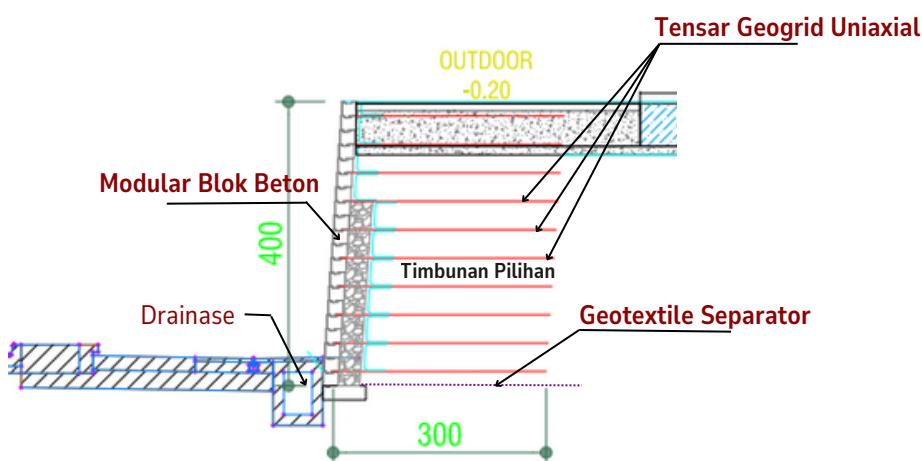 Tensar Geogrid Uniaxial
OUTDOOR
-0.20
Modular Blok Beton
400
Timbunan Pilihan
Drainase
Geotextile Separator
300